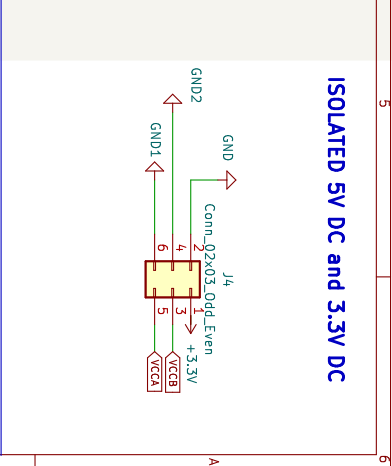 ISOLATED 5V DC and 3.3V DC
GND2
GND1
GND
J4
Conn_02x03_Odd_Even
2
4
6
1
3
5
+3.3V
VCCB
VCCA
5
6
A